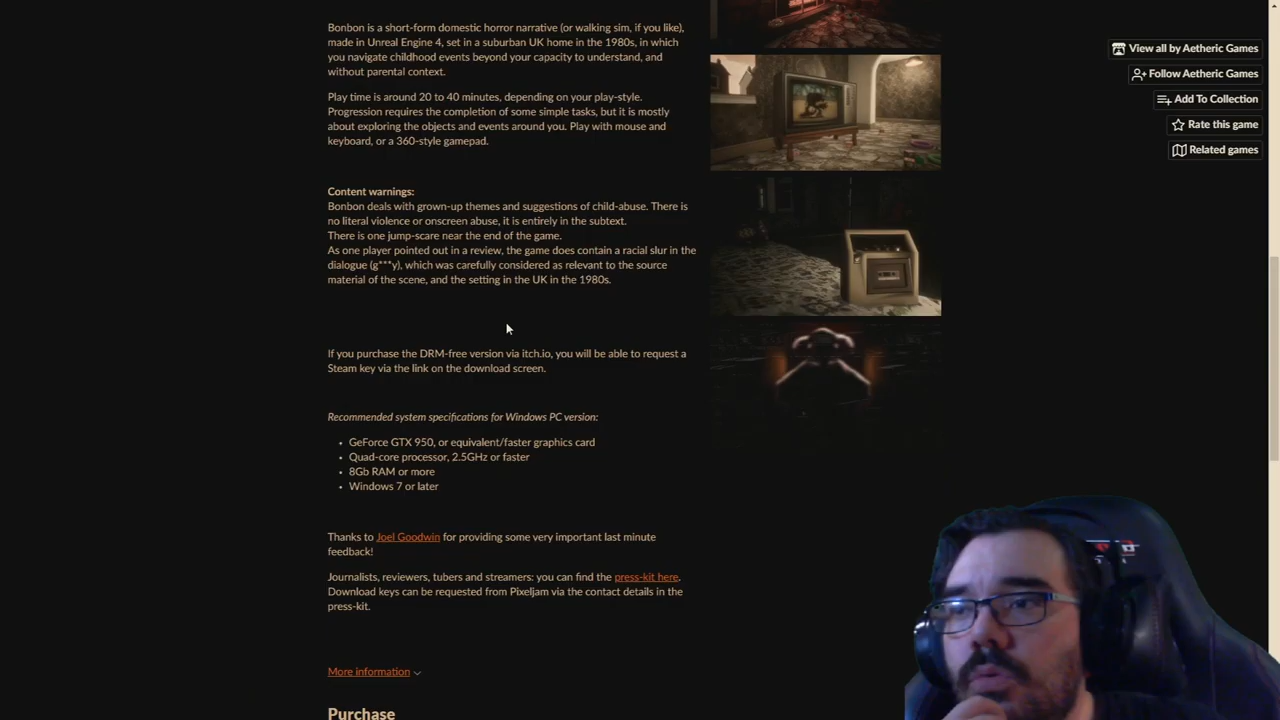 Bonbon is a short-form domestic horror narrative (or walking sim, if you like),
made in Unreal Engine 4, set in a suburban UK home in the 1980s, in which
you navigate childhood events beyond your capacity to understand, and
without parental context.
Play time is around 20 to 40 minutes, depending on your play-style.
Progression requires the completion of some simple tasks, but it is mostly
about exploring the objects and events around you. Play with mouse and
keyboard, or a 360-style gamepad.
Content warnings:
Bonbon deals with grown-up themes and suggestions of child-abuse. There is
no literal violence or onscreen abuse, it is entirely in the subtext.
There is one jump-scare near the end of the game.
As one player pointed out in a review, the game does contain a racial slur in the
dialogue (g***y), which was carefully considered as relevant to the source
material of the scene, and the setting in the UK in the 1980s.
If you purchase the DRM-free version via itch.io, you will be able to request a
Steam key via the link on the download screen.
Recommended system specifications for Windows PC version:
• GeForce GTX 950, or equivalent/faster graphics card
• Quad-core processor, 2.5GHz or faster
• 8Gb RAM or more
• Windows 7 or later
Thanks to Joel Goodwin for providing some very important last minute
feedback!
Journalists, reviewers, tubers and streamers: you can find the press-kit here.
Download keys can be requested from Pixeljam via the contact details in the
press-kit.
More information
Purchase
View all by Aetheric Games
Follow Aetheric Games
Add To Collection
Rate this game
Related games